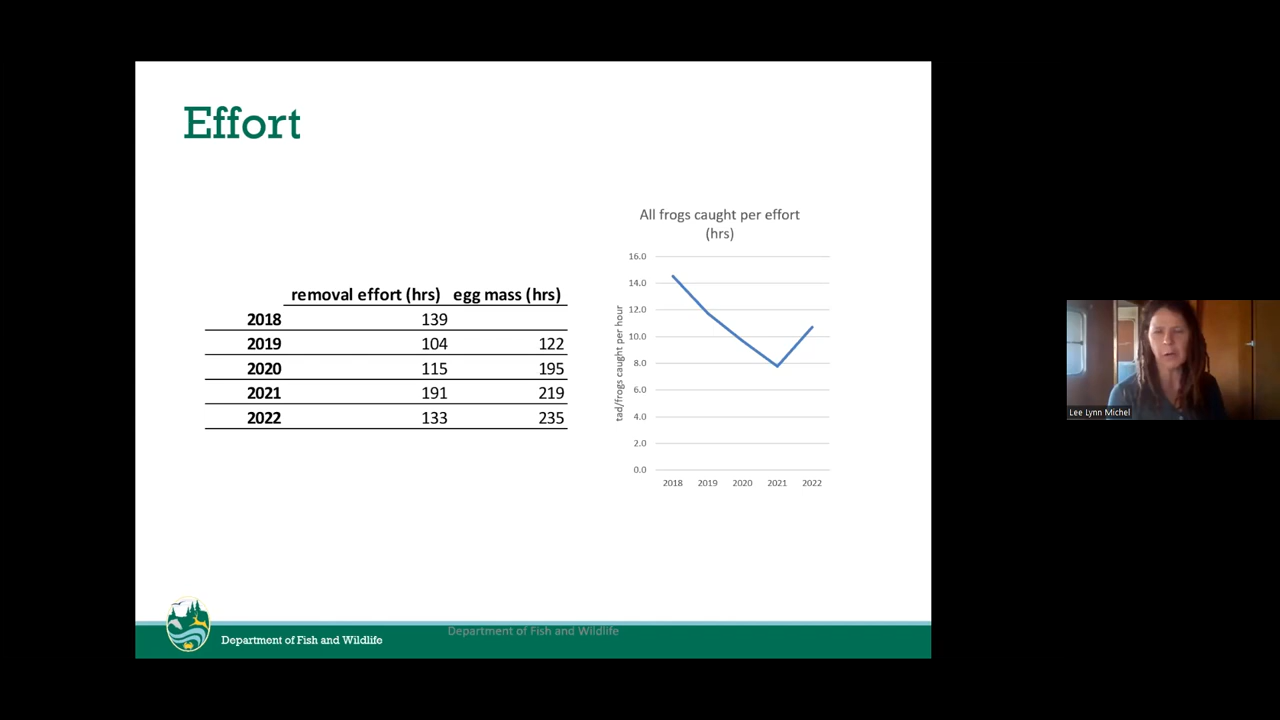 Effort
removal effort (hrs) egg mass (hrs)
2018 139
2019 104 122
2020 115 195
2021 191 219
2022 133 235
All frogs caught per effort
(hrs)
tad/frogs caught per hour
16.0
14.0
12.0
10.0
8.0
6.0
4.0
2.0
0.0
2018 2019 2020 2021 2022
Department of Fish and Wildlife
Department of Fish and Wildlife
Lee Lynn Michel